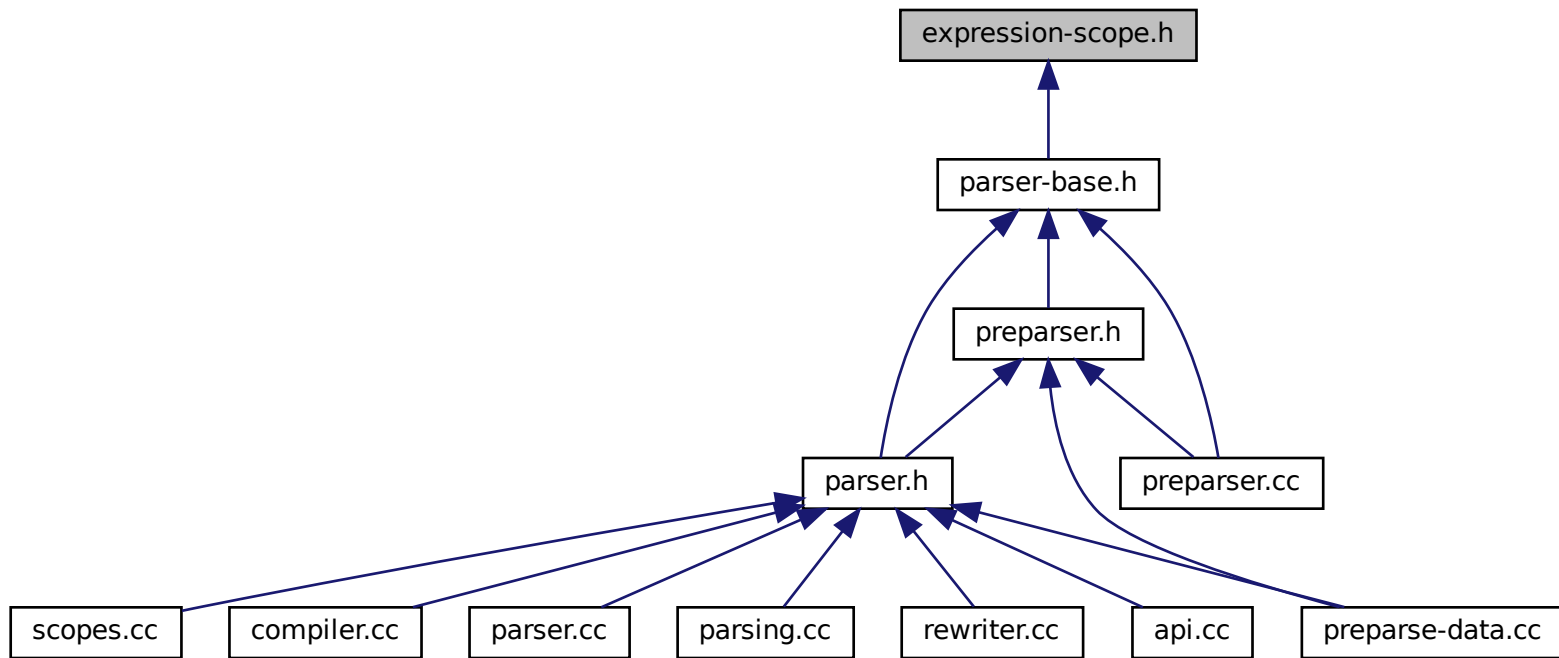 expression-scope.h
parser-base.h
preparser.h
parser.h
preparser.cc
scopes.cc
compiler.cc
parser.cc
parsing.cc
rewriter.cc
api.cc
preparse-data.cc